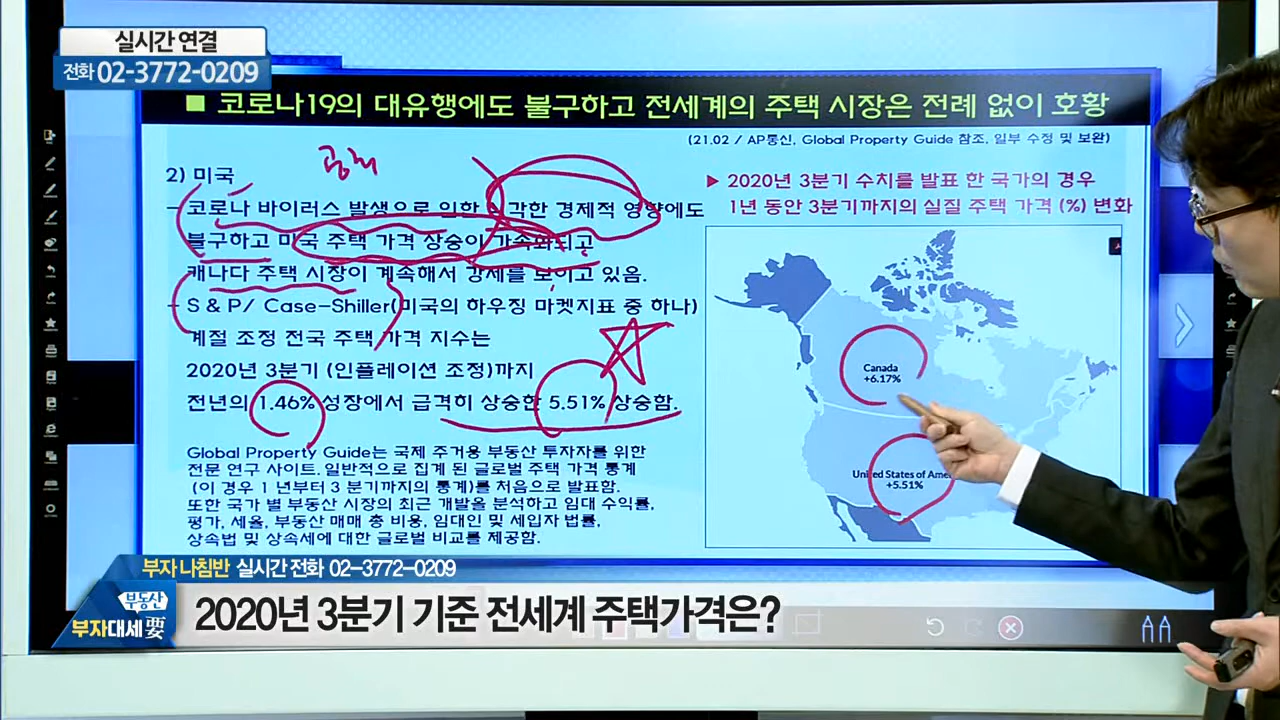 실시간 연결
전화 02-3772-0209
■ 코로나19의 대유행에도 불구하고 전세계의 주택 시장은 전례 없이 호황
(21.02 / AP통신, Global Property Guide 참조, 일부 수정 및 보완)
2) 미국
- 코로나 바이러스 발생으로 인한 각한 경제적 영향에도
불구하고 미국 주택 가격 상승이 가속화되고
캐나다 주택 시장이 계속해서 강세를 보이고 있음.
- S & P/ Case-Shiller(미국의 하우징 마켓지표 중 하나)
계절 조정 전국 주택 가격 지수는
2020년 3분기 (인플레이션 조정)까지
전년의 1.46% 성장에서 급격히 상승한 5.51% 상승함.
Global Property Guide는 국제 주거용 부동산 투자자를 위한
전문 연구 사이트. 일반적으로 집계 된 글로벌 주택 가격 통계
(이 경우 1 년부터 3 분기까지의 통계)를 처음으로 발표함.
또한 국가 별 부동산 시장의 최근 개발을 분석하고 임대 수익률,
평가, 세율, 부동산 매매 총 비용, 임대인 및 세입자 법률,
상속법 및 상속세에 대한 글로벌 비교를 제공함.
▶ 2020년 3분기 수치를 발표 한 국가의 경우
1년 동안 3분기까지의 실질 주택 가격 (%) 변화
Canada
+6.17%
United States of Ame
+5.51%
부자 나침반 실시간 전화 02-3772-0209
부동산
부자대세 要
2020년 3분기 기준 전세계 주택가격은?